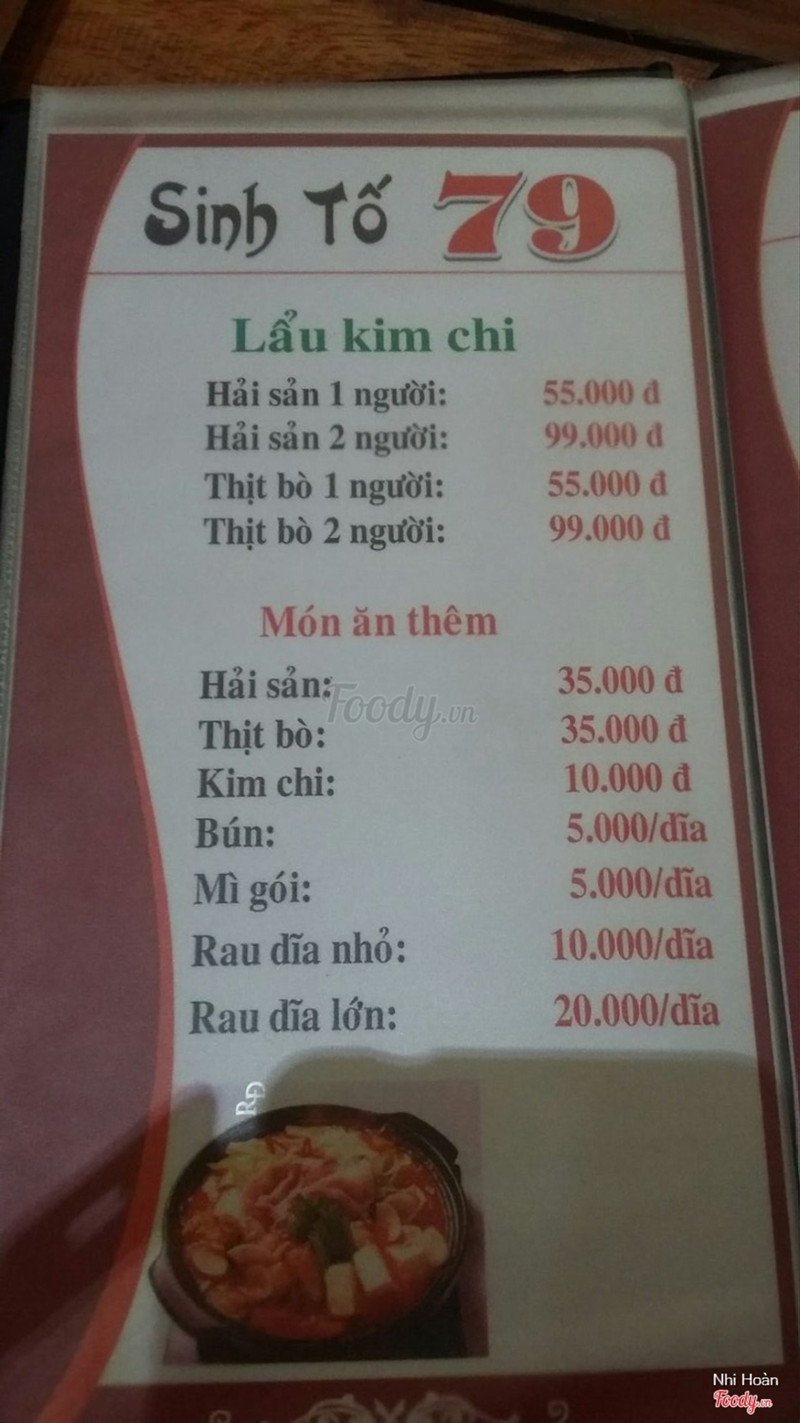 Sinh Tố 79
Lẩu kim chi
Hải sản 1 người: 55.000 đ
Hải sản 2 người: 99.000 đ
Thịt bò 1 người: 55.000 đ
Thịt bò 2 người: 99.000 đ
Món ăn thêm
Hải sản: 35.000 đ
Foody.vn
Thịt bò: 35.000 đ
Kim chi: 10.000 đ
Bún: 5.000/dĩa
Mì gói: 5.000/dĩa
Rau dĩa nhỏ: 10.000/dĩa
Rau dĩa lớn: 20.000/dĩa
RĐ
Nhi Hoàn
Foody.vn